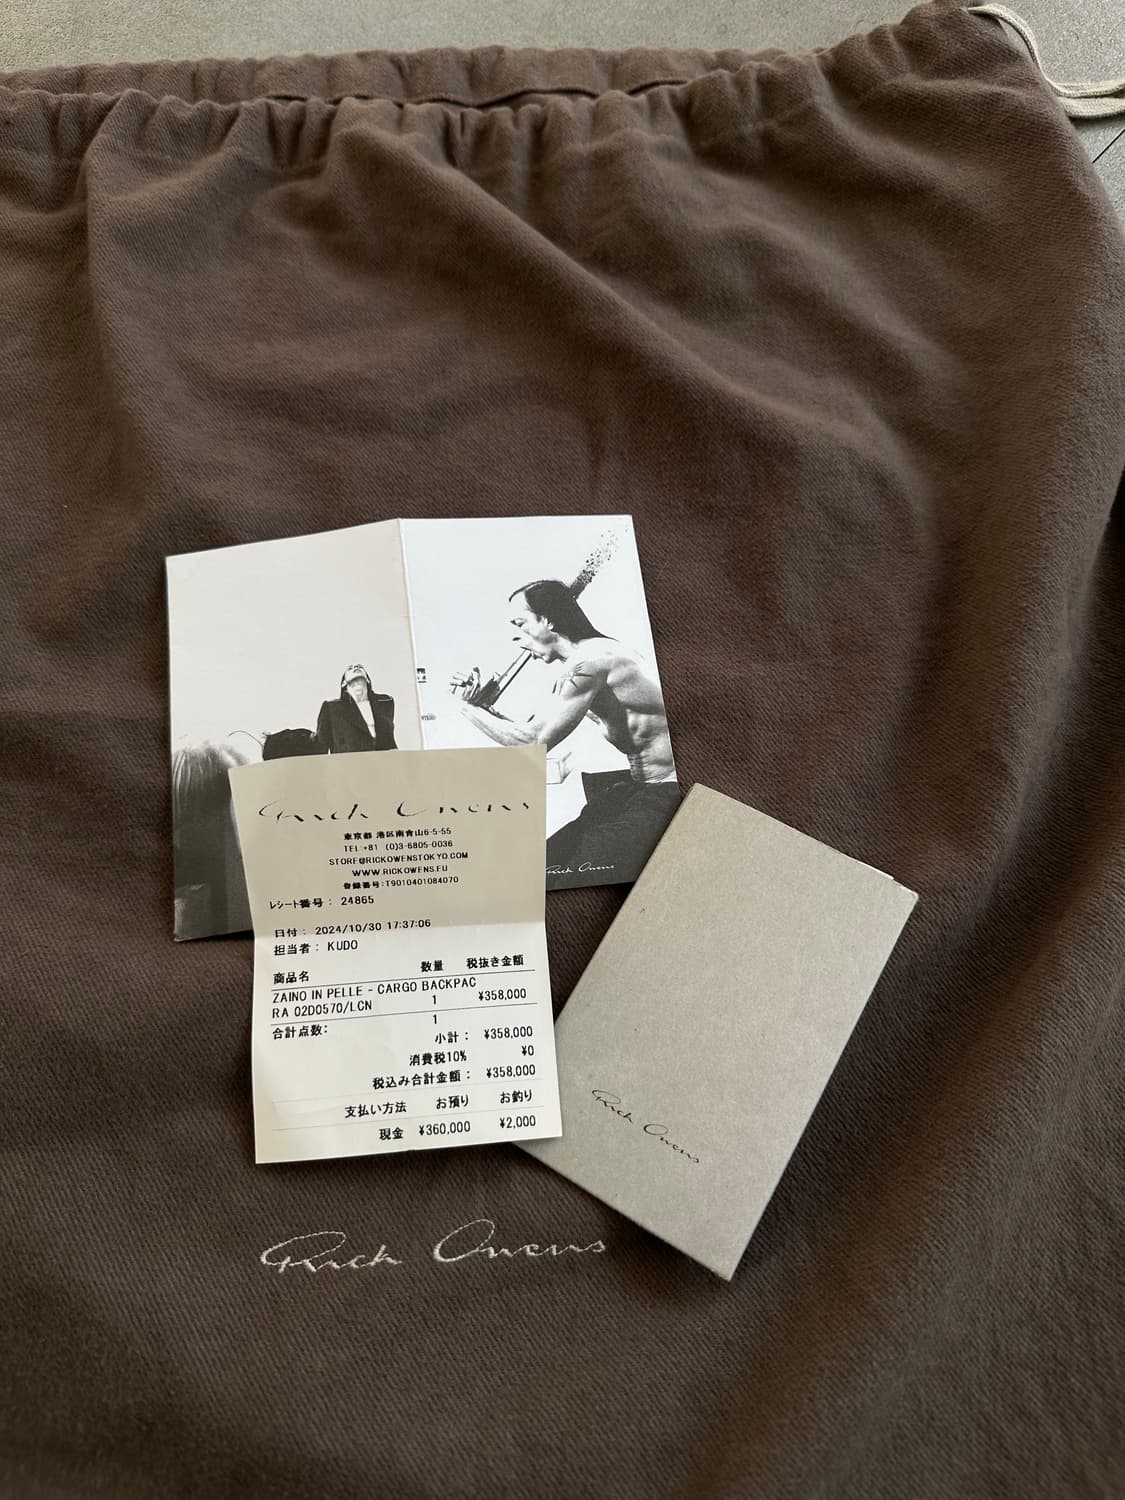 Rick Owens
Rick Owens
東京都 港区南青山6-5-55
TEL +81 (0)3-6805-0036
STORE@RICKOWENSTOKYO.COM
WWW.RICKOWENS.EU
登録番号:T9010401084070
レシート番号: 24865
日付: 2024/10/30 17:37:06
担当者: KUDO
商品名 数量 税抜き金額
ZAINO IN PELLE - CARGO BACKPAC
RA 02D0570/LCN 1 ¥358,000
合計点数: 1
小計: ¥358,000
消費税10% ¥0
税込み合計金額: ¥358,000
支払い方法 お預り お釣り
現金 ¥360,000 ¥2,000
Rick Owens
Rick Owens